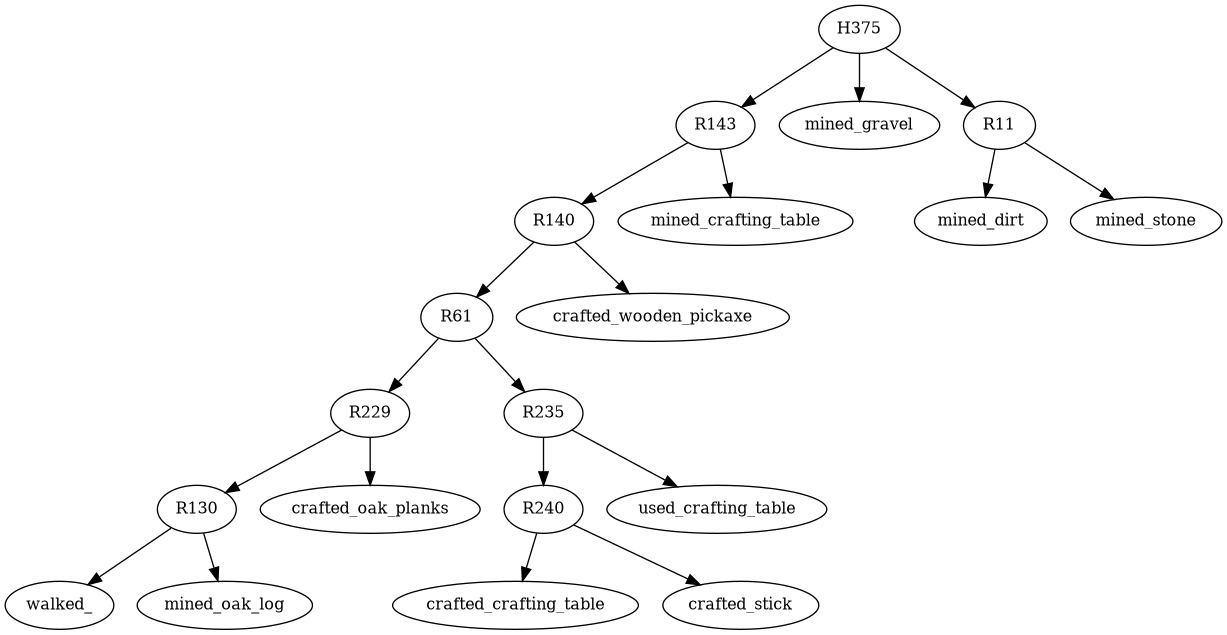 H375
R143
mined_gravel
R11
R140
mined_crafting_table
mined_dirt
mined_stone
R61
crafted_wooden_pickaxe
R229
R235
R130
crafted_oak_planks
R240
used_crafting_table
walked_
mined_oak_log
crafted_crafting_table
crafted_stick